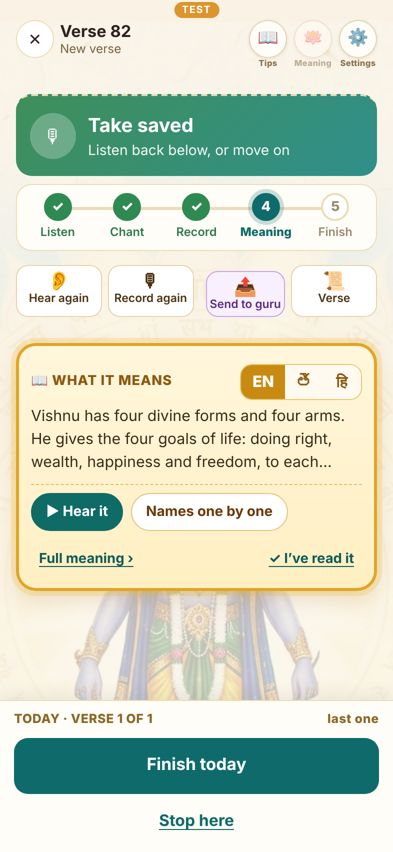 TEST
✕
Verse 82
New verse
Tips
Meaning
Settings
Take saved
Listen back below, or move on
✓ ✓ ✓ 4 5
Listen Chant Record Meaning Finish
Hear again
Record again
Send to guru
Verse
WHAT IT MEANS
EN తె हि
Vishnu has four divine forms and four arms.
He gives the four goals of life: doing right,
wealth, happiness and freedom, to each...
▶ Hear it
Names one by one
Full meaning ›
✓ I've read it
TODAY · VERSE 1 OF 1
last one
Finish today
Stop here